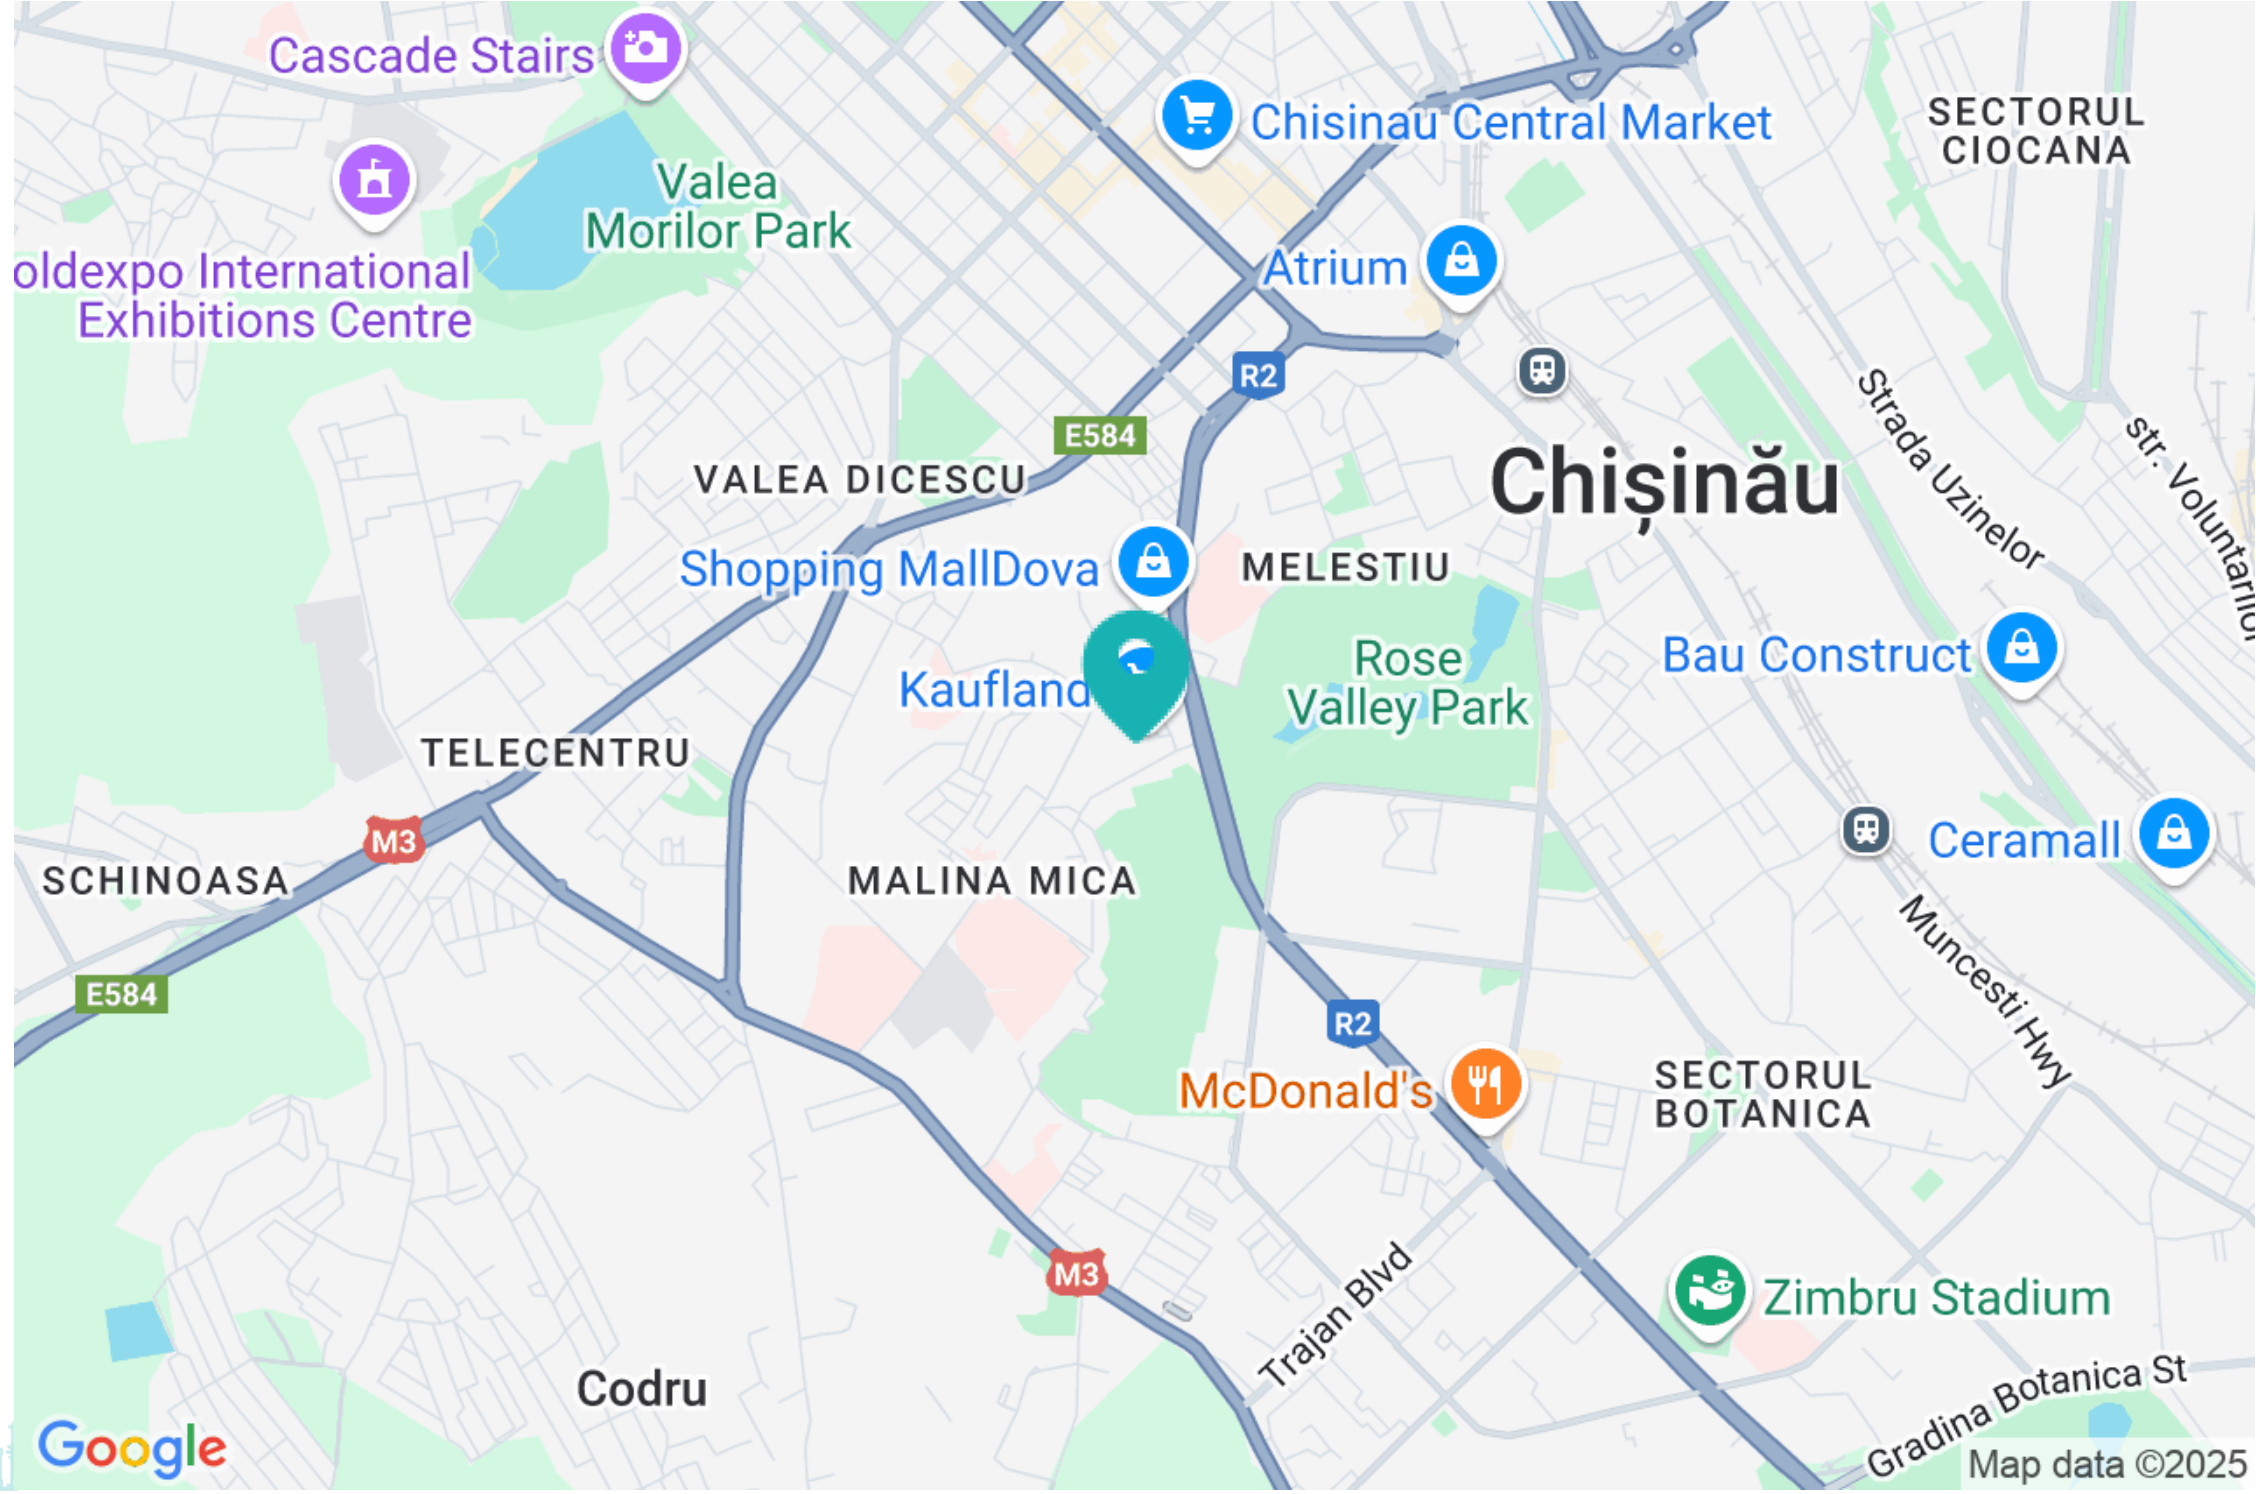 Cascade Stairs
Chisinau Central Market
SECTORUL
CIOCANA
Valea
Morilor Park
oldexpo International
Exhibitions Centre
Atrium
R2
Strada Uzinelor
E584
str. Voluntarilor
VALEA DICESCU
Chișinău
Shopping MallDova
MELESTIU
Kaufland
Rose
Valley Park
Bau Construct
TELECENTRU
M3
Ceramall
SCHINOASA
MALINA MICA
Muncesti Hwy
E584
R2
McDonald's
SECTORUL
BOTANICA
M3
Trajan Blvd
Zimbru Stadium
Codru
Gradina Botanica St
Google
Map data ©2025